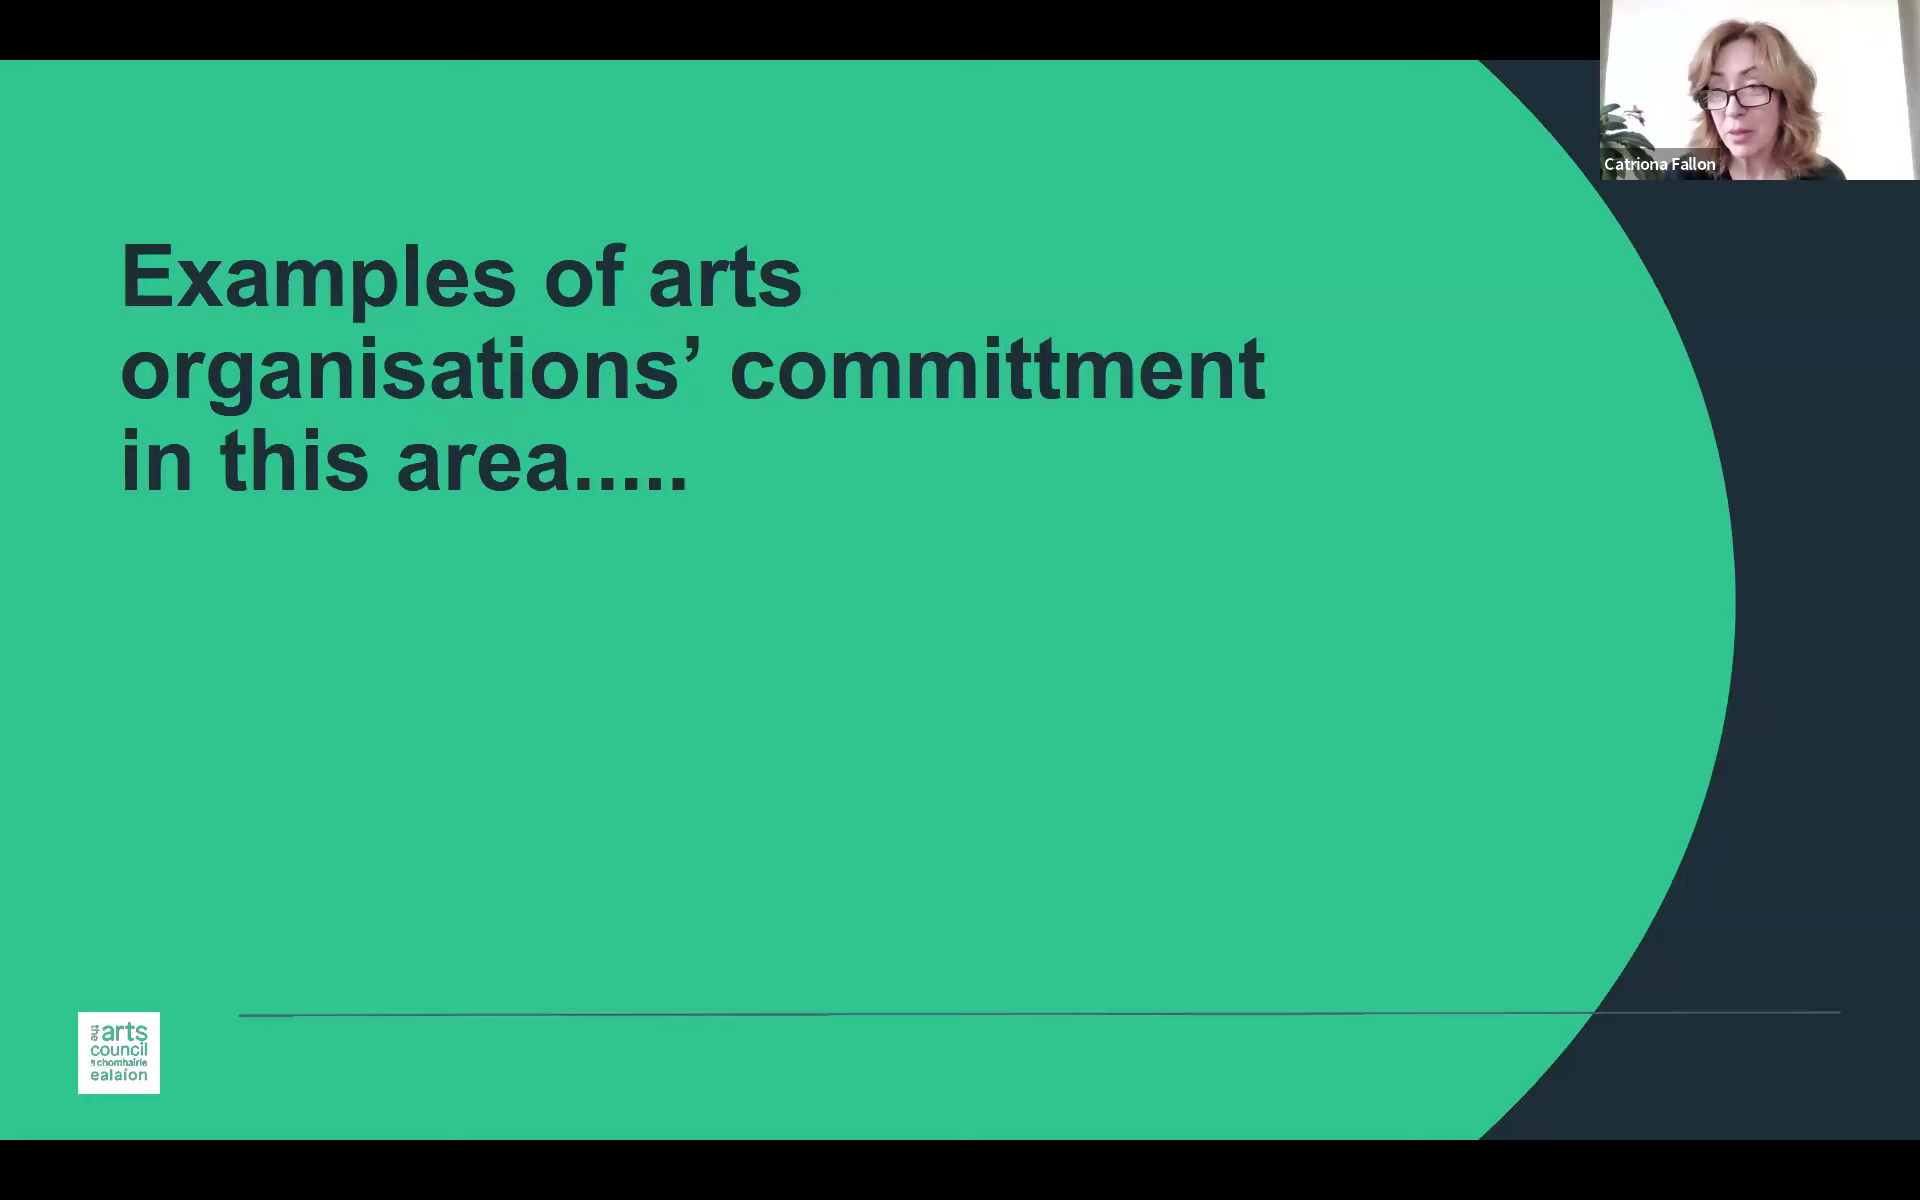 Catriona Fallon
Examples of arts
organisations’ committment
in this area.....
the arts
council
chomhairle
ealaíon